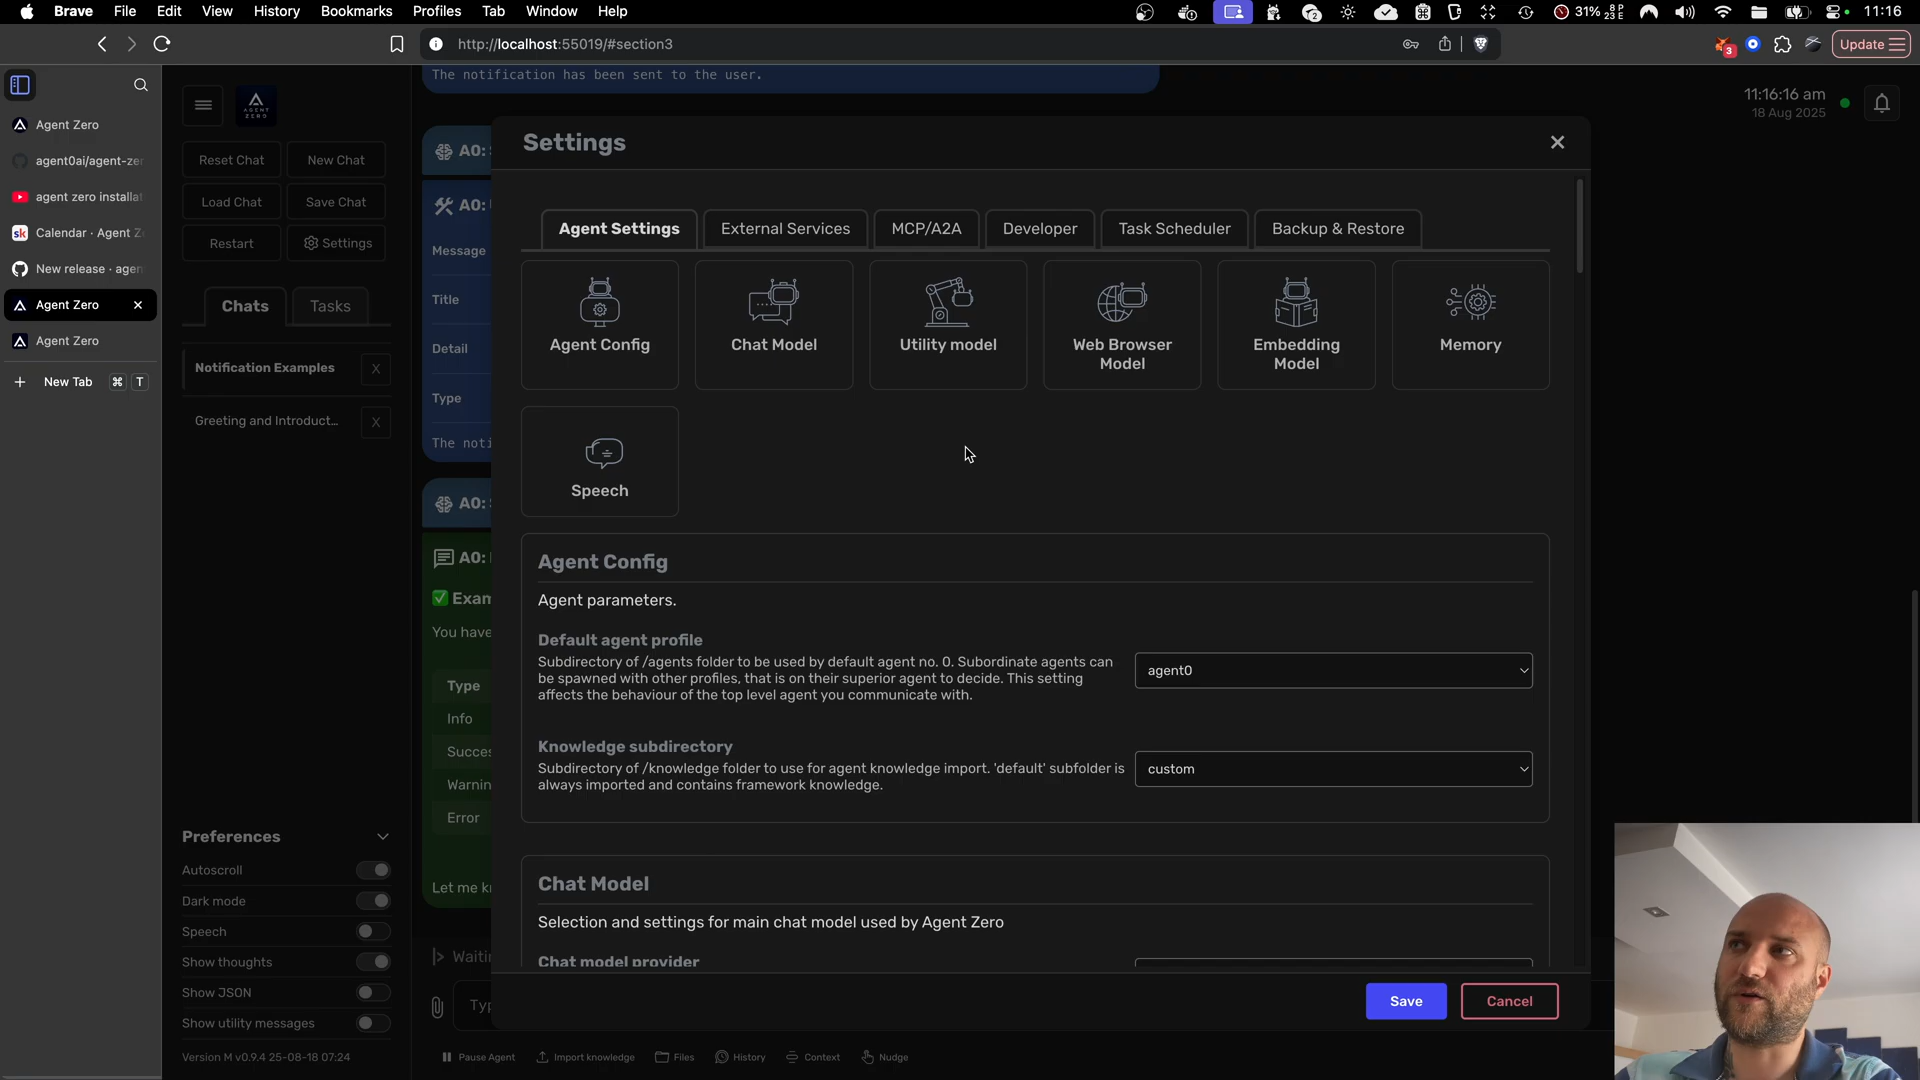 Brave File Edit View History Bookmarks Profiles Tab Window Help
2 31% 11:16
http://localhost:55019/#section3
3 Update
Agent Zero
agent0ai/agent-zer
agent zero installat
Calendar · Agent Ze
New release · agen
Agent Zero
Agent Zero
New Tab ⌘ T
AGENT ZERO
Reset Chat New Chat
Load Chat Save Chat
Restart Settings
Chats Tasks
Notification Examples X
Greeting and Introduct... X
Preferences
Autoscroll
Dark mode
Speech
Show thoughts
Show JSON
Show utility messages
Version M v0.9.4 25-08-18 07:24
The notification has been sent to the user.
11:16:16 am
18 Aug 2025
A0:
A0:
Message
Title
Detail
Type
The noti
A0:
A0:
Exam
You have
Type
Info
Succes
Warnin
Error
Let me k
Waiti
Typ
Pause Agent Import knowledge Files History Context Nudge
Settings
Agent Settings External Services MCP/A2A Developer Task Scheduler Backup & Restore
Agent Config
Chat Model
Utility model
Web Browser
Model
Embedding
Model
Memory
Speech
Agent Config
Agent parameters.
Default agent profile
Subdirectory of /agents folder to be used by default agent no. 0. Subordinate agents can
be spawned with other profiles, that is on their superior agent to decide. This setting
affects the behaviour of the top level agent you communicate with.
agent0
Knowledge subdirectory
Subdirectory of /knowledge folder to use for agent knowledge import. 'default' subfolder is
always imported and contains framework knowledge.
custom
Chat Model
Selection and settings for main chat model used by Agent Zero
Chat model provider
Save Cancel